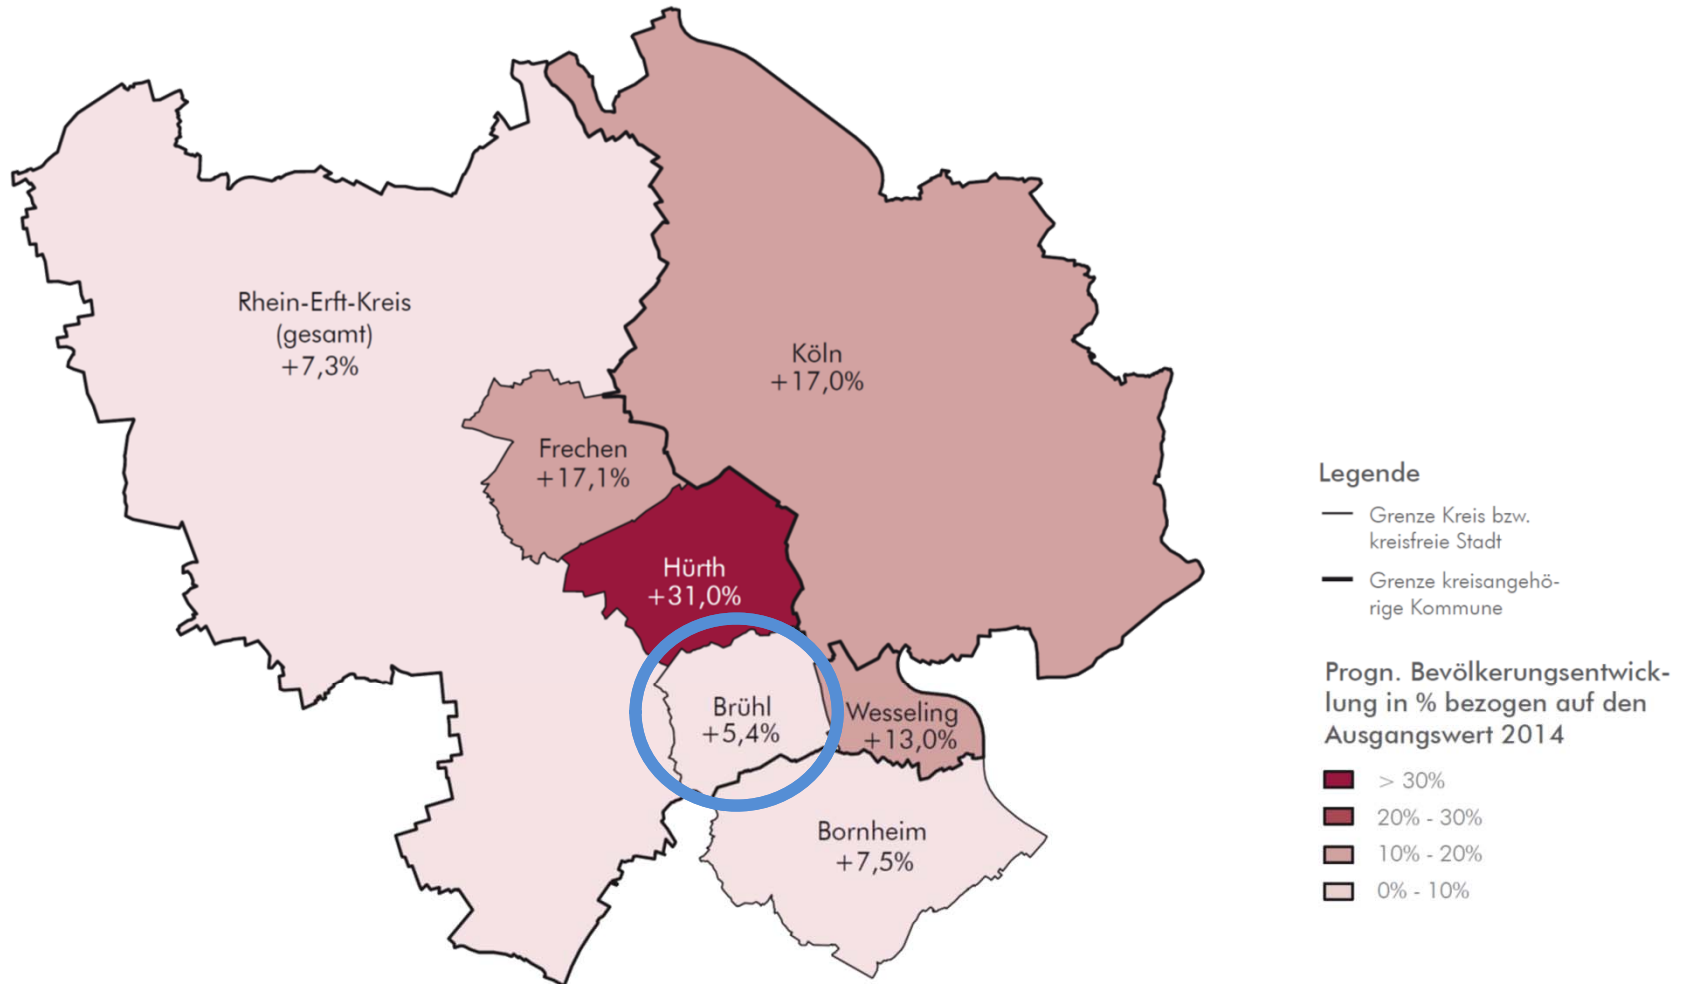 Rhein-Erft-Kreis
(gesamt)
+7,3%
Köln
+17,0%
Frechen
+17,1%
Hürth
+31,0%
Brühl
+5,4%
Wesseling
+13,0%
Bornheim
+7,5%
Legende
Grenze Kreis bzw.
kreisfreie Stadt
Grenze kreisangehö-
rige Kommune
Progn. Bevölkerungsentwick-
lung in % bezogen auf den
Ausgangswert 2014
> 30%
20% - 30%
10% - 20%
0% - 10%